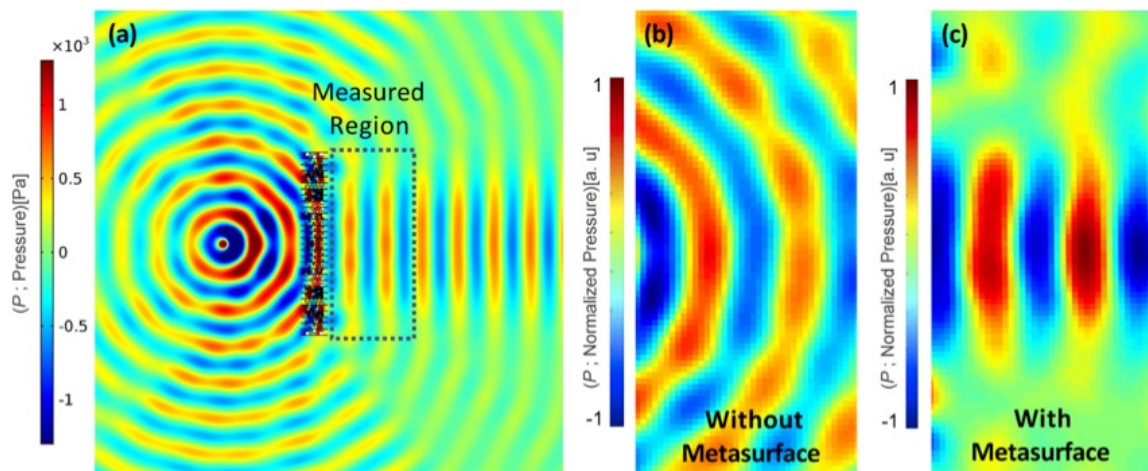 (a)
×10³
1
0.5
0
-0.5
-1
(P ; Pressure)[Pa]
Measured
Region
(b)
1
-1
(P ; Normalized Pressure)[a. u]
Without
Metasurface
(c)
1
-1
(P ; Normalized Pressure)[a. u]
With
Metasurface